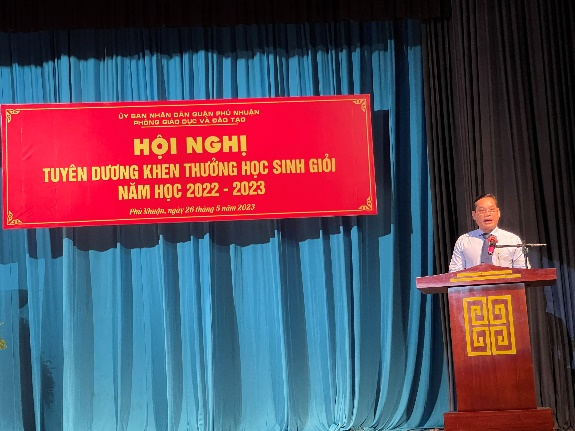 ỦY BAN NHÂN DÂN QUẬN PHÚ NHUẬN
PHÒNG GIÁO DỤC VÀ ĐÀO TẠO
HỘI NGHỊ
TUYÊN DƯƠNG KHEN THƯỞNG HỌC SINH GIỎI
NĂM HỌC 2022 - 2023
Phú Nhuận, ngày 26 tháng 5 năm 2023